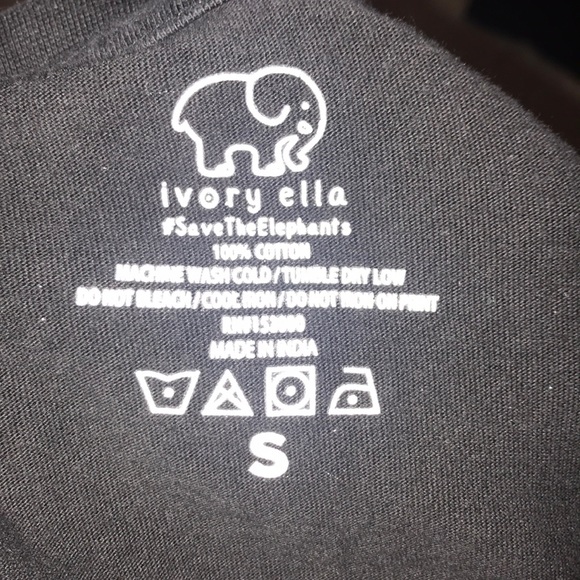 ivory ella
#SaveTheElephants
100% COTTON
MACHINE WASH COLD / TUMBLE DRY LOW
DO NOT BLEACH / COOL IRON / DO NOT IRON ON PRINT
MADE IN INDIA
S